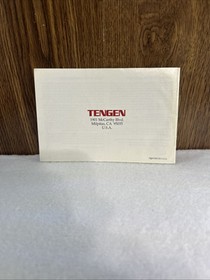 TENGEN
1901 McCarthy Blvd.
Milpitas, CA 95035
U.S.A.